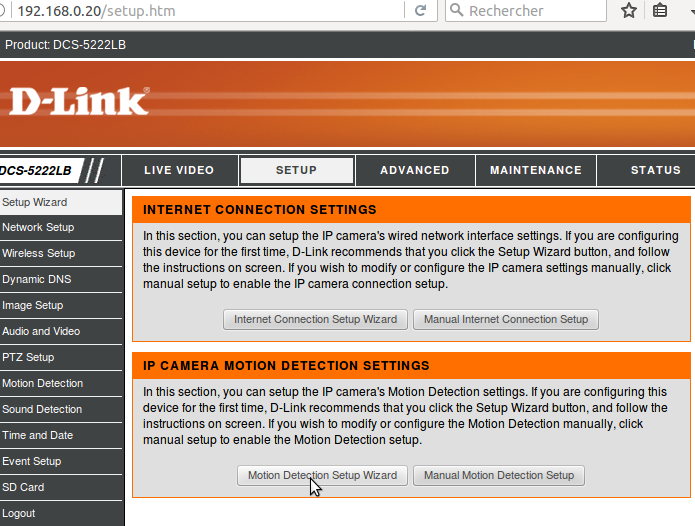 192.168.0.20/setup.htm
Rechercher
Product: DCS-5222LB
D-Link
DCS-5222LB
LIVE VIDEO
SETUP
ADVANCED
MAINTENANCE
STATUS
Setup Wizard
Network Setup
Wireless Setup
Dynamic DNS
Image Setup
Audio and Video
PTZ Setup
Motion Detection
Sound Detection
Time and Date
Event Setup
SD Card
Logout
INTERNET CONNECTION SETTINGS
In this section, you can setup the IP camera's wired network interface settings. If you are configuring
this device for the first time, D-Link recommends that you click the Setup Wizard button, and follow
the instructions on screen. If you wish to modify or configure the IP camera settings manually, click
manual setup to enable the IP camera connection setup.
Internet Connection Setup Wizard
Manual Internet Connection Setup
IP CAMERA MOTION DETECTION SETTINGS
In this section, you can setup the IP camera's Motion Detection settings. If you are configuring this
device for the first time, D-Link recommends that you click the Setup Wizard button, and follow the
instructions on screen. If you wish to modify or configure the Motion Detection manually, click
manual setup to enable the Motion Detection setup.
Motion Detection Setup Wizard
Manual Motion Detection Setup